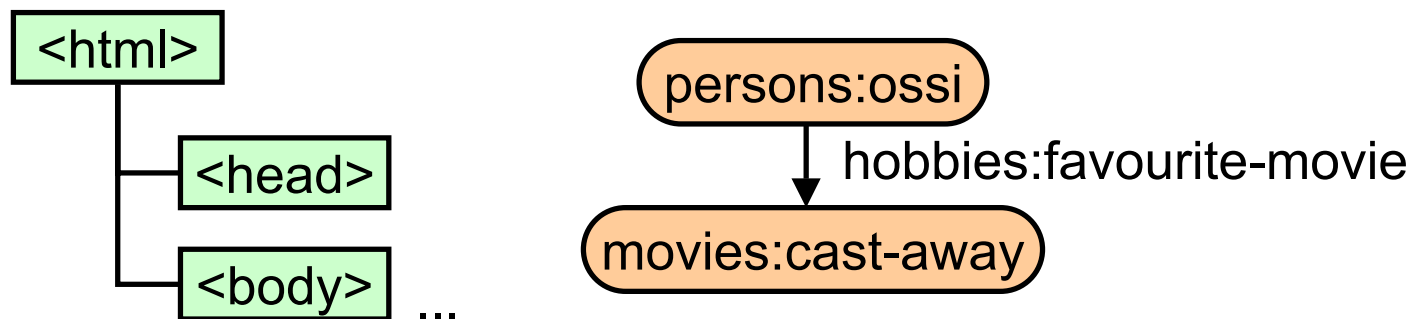 <html>
<head>
<body>
...
persons:ossi
hobbies:favourite-movie
movies:cast-away